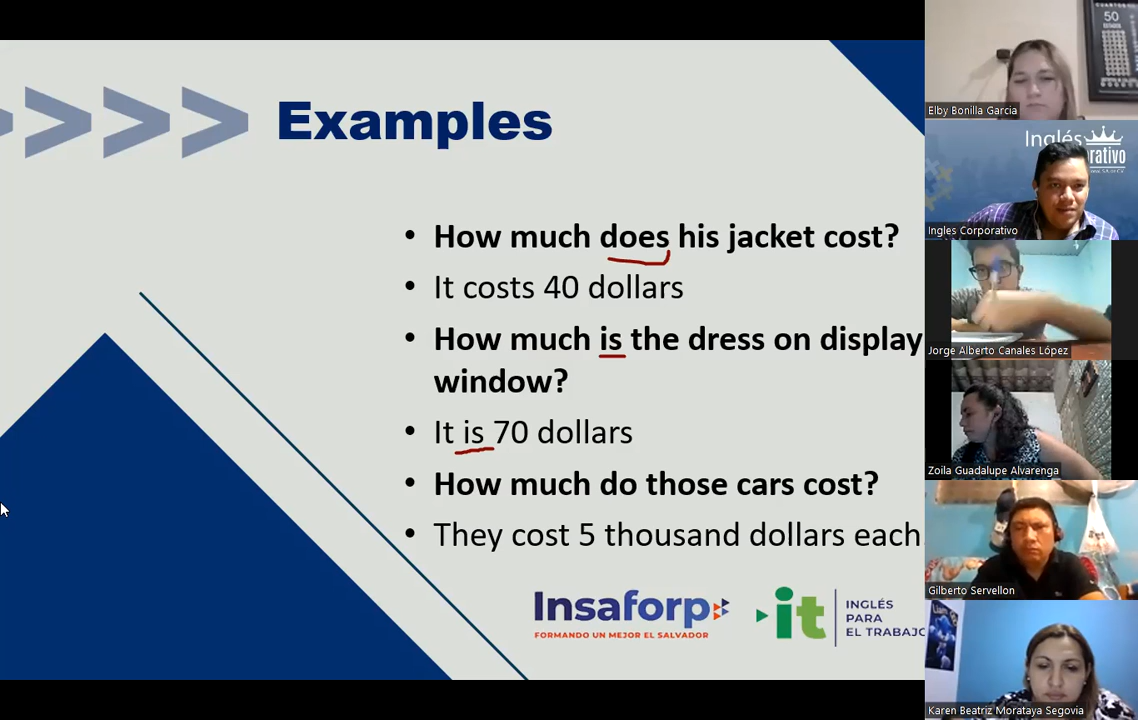 Examples
• How much does his jacket cost?
• It costs 40 dollars
• How much is the dress on display
window?
• It is 70 dollars
• How much do those cars cost?
• They cost 5 thousand dollars each
Insaforp
FORMANDO UN MEJOR EL SALVADOR
it
INGLÉS
PARA
EL TRABAJO
50
Elby Bonilla Garcia
Inglés
rativo
Ingles Corporativo
Jorge Alberto Canales López
Zoila Guadalupe Alvarenga
Gilberto Servellon
Karen Beatriz Morataya Segovia